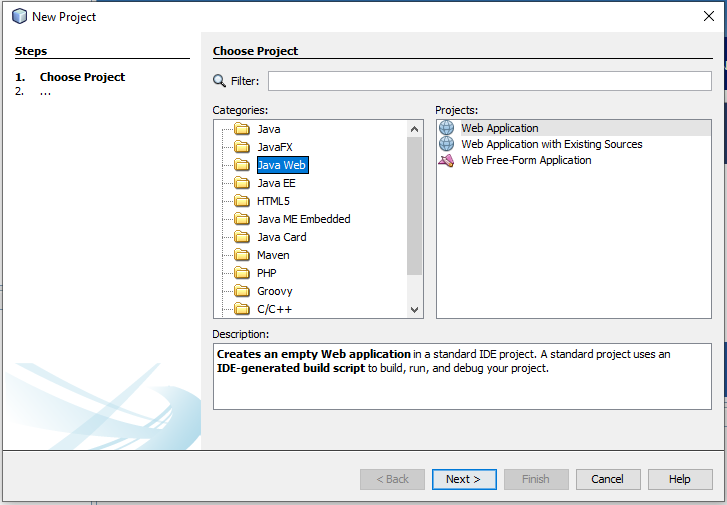 New Project
Steps
1. Choose Project
2. ...
Choose Project
Filter:
Categories:
Java
JavaFX
Java Web
Java EE
HTML5
Java ME Embedded
Java Card
Maven
PHP
Groovy
C/C++
Projects:
Web Application
Web Application with Existing Sources
Web Free-Form Application
Description:
Creates an empty Web application in a standard IDE project. A standard project uses an
IDE-generated build script to build, run, and debug your project.
< Back
Next >
Finish
Cancel
Help